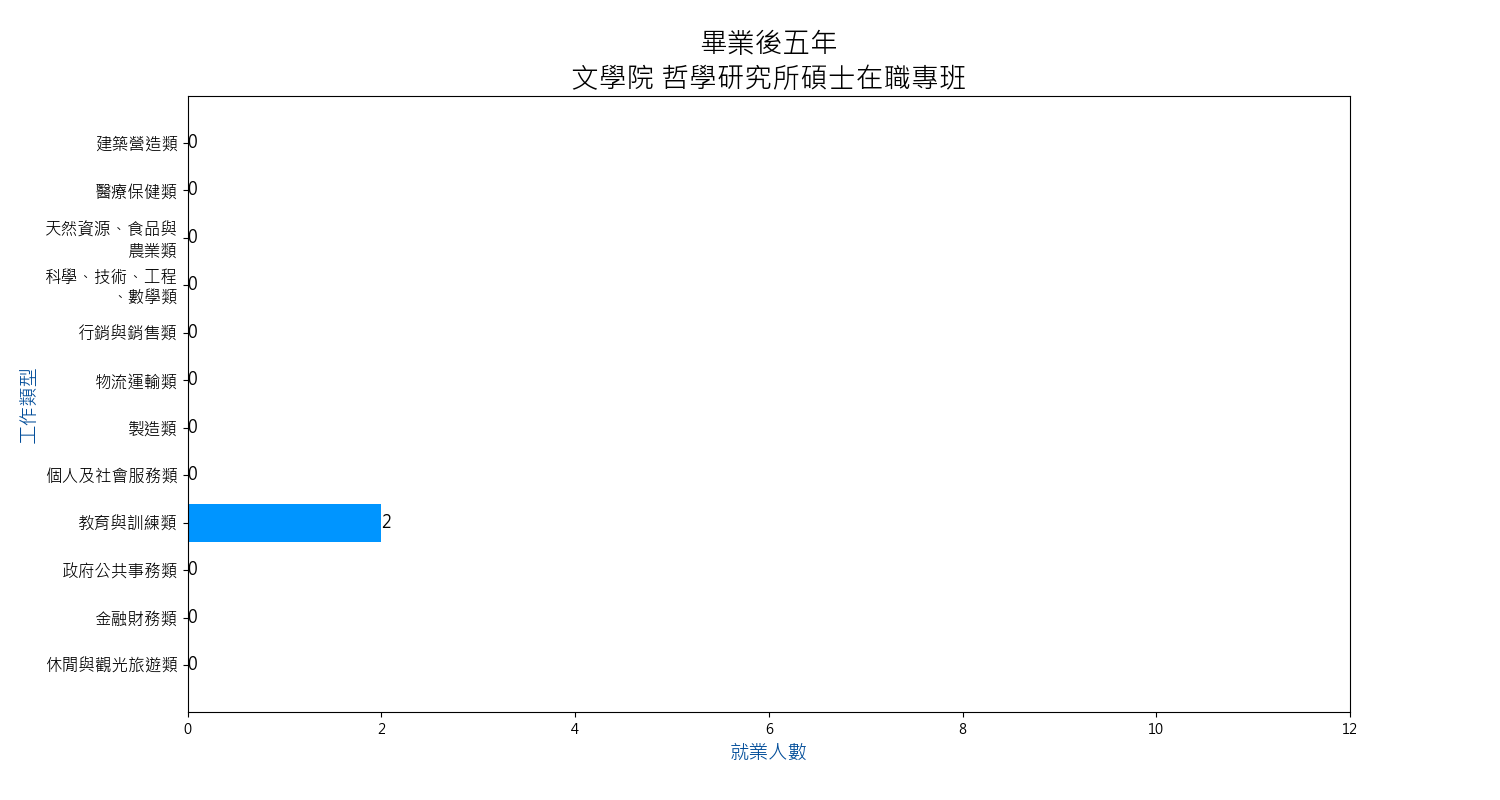 畢業後五年
文學院 哲學研究所碩士在職專班
建築營造類
0
醫療保健類
0
天然資源、食品與
農業類
0
科學、技術、工程
、數學類
0
行銷與銷售類
0
物流運輸類
0
製造類
0
個人及社會服務類
0
教育與訓練類
2
政府公共事務類
0
金融財務類
0
休閒與觀光旅遊類
0
工作類型
0 2 4 6 8 10 12
就業人數